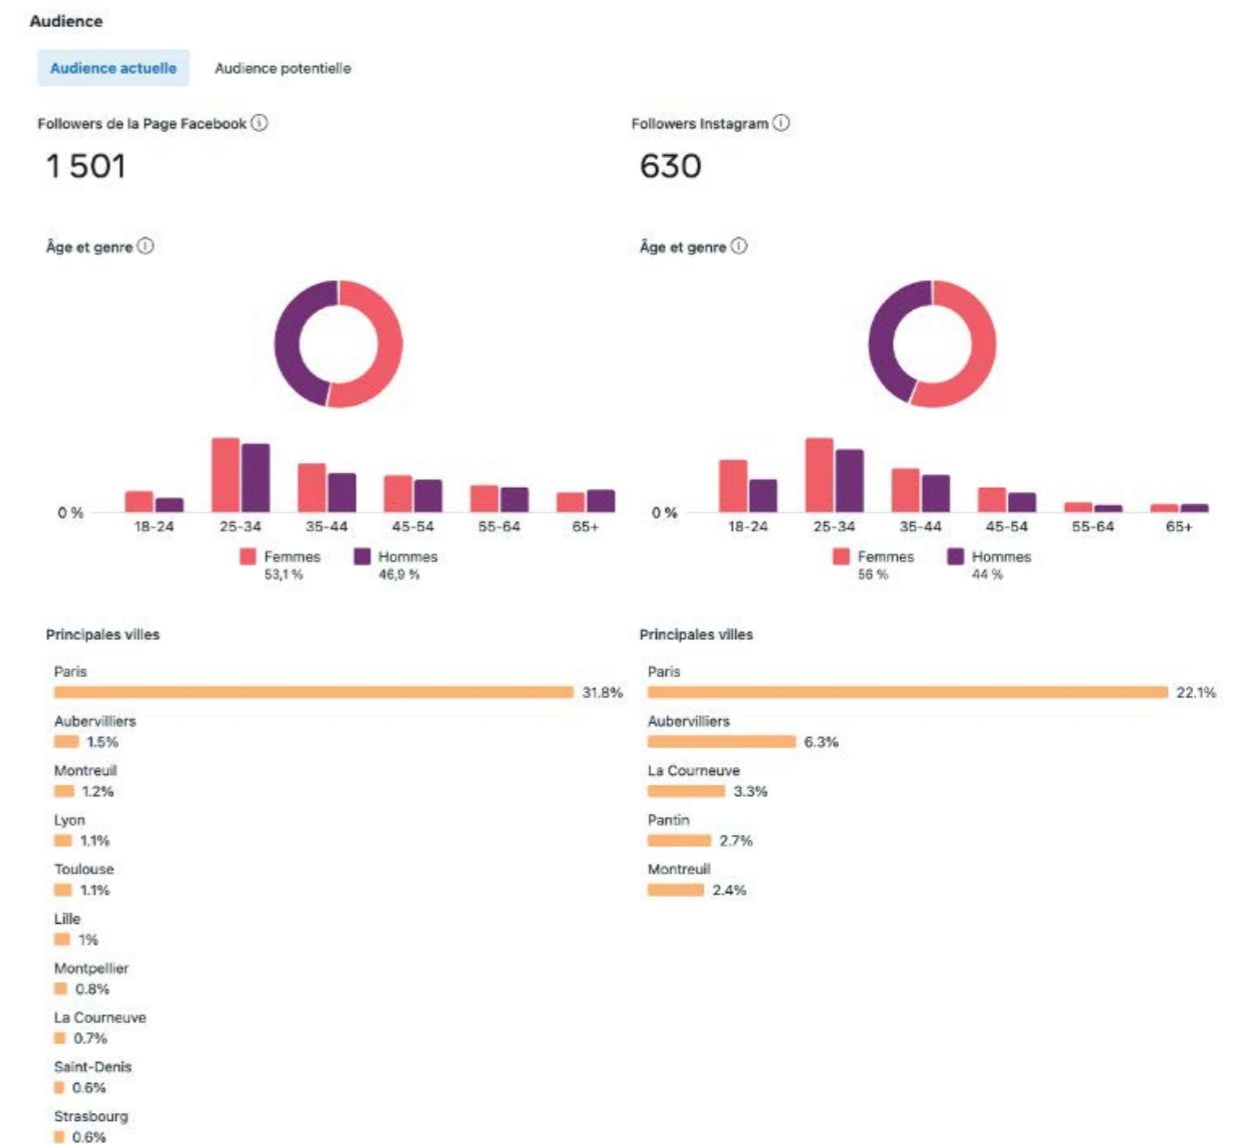 Audience
Audience actuelle
Audience potentielle
Followers de la Page Facebook
1 501
Âge et genre
0 %
18-24 25-34 35-44 45-54 55-64 65+
Femmes Hommes
53,1 % 46,9 %
Principales villes
Paris
31.8%
Aubervilliers
1.5%
Montreuil
1.2%
Lyon
1.1%
Toulouse
1.1%
Lille
1%
Montpellier
0.8%
La Courneuve
0.7%
Saint-Denis
0.6%
Strasbourg
0.6%
Followers Instagram
630
Âge et genre
0 %
18-24 25-34 35-44 45-54 55-64 65+
Femmes Hommes
56 % 44 %
Principales villes
Paris
22.1%
Aubervilliers
6.3%
La Courneuve
3.3%
Pantin
2.7%
Montreuil
2.4%